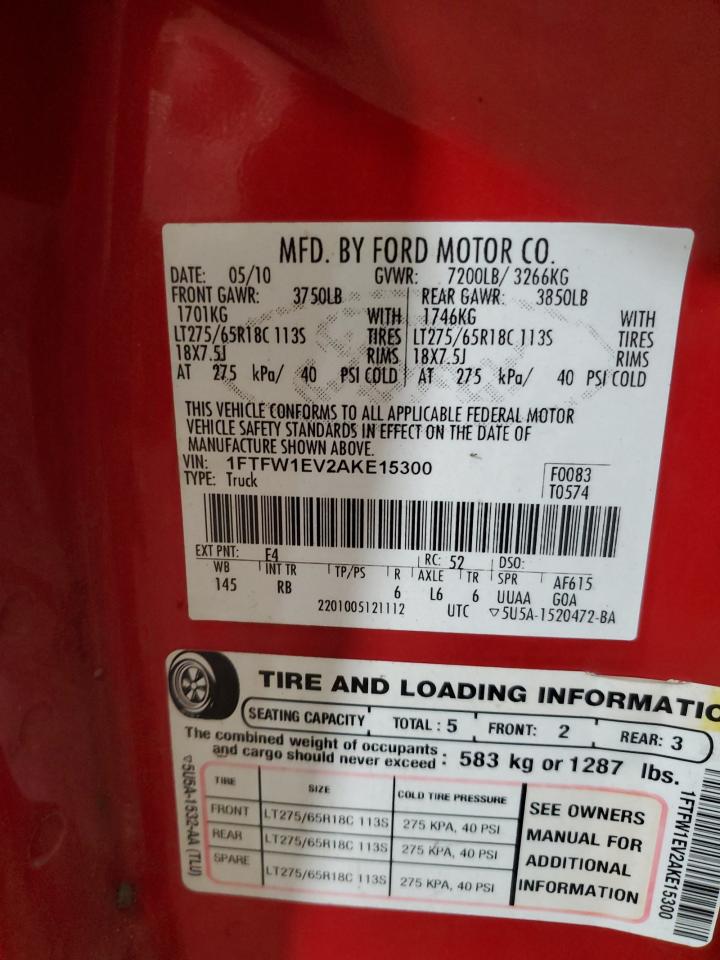 MFD. BY FORD MOTOR CO.
DATE: 05/10 GVWR: 7200LB/ 3266KG
FRONT GAWR: 3750LB REAR GAWR: 3850LB
1701KG WITH 1746KG WITH
LT275/65R18C 113S TIRES LT275/65R18C 113S TIRES
18X7.5J RIMS 18X7.5J RIMS
AT 275 kPa/ 40 PSI COLD AT 275 kPa/ 40 PSI COLD
THIS VEHICLE CONFORMS TO ALL APPLICABLE FEDERAL MOTOR
VEHICLE SAFETY STANDARDS IN EFFECT ON THE DATE OF
MANUFACTURE SHOWN ABOVE.
VIN: 1FTFW1EV2AKE15300 F0083
TYPE: Truck T0574
EXT PNT: E4 RC: 52 DSO:
WB INT TR TP/PS R AXLE TR SPR AF615
145 RB 6 L6 6 UUAA GOA
2201005121112 UTC ▽5U5A-1520472-BA
TIRE AND LOADING INFORMATIO
SEATING CAPACITY TOTAL : 5 FRONT: 2 REAR: 3
The combined weight of occupants
and cargo should never exceed : 583 kg or 1287 lbs.
TIRE SIZE COLD TIRE PRESSURE
FRONT LT275/65R18C 113S 275 KPA, 40 PSI
REAR LT275/65R18C 113S 275 KPA, 40 PSI
SPARE LT275/65R18C 113S 275 KPA, 40 PSI
SEE OWNERS
MANUAL FOR
ADDITIONAL
INFORMATION
▽5U5A-1532-AA (TLU)
1FTFW1EV2AKE15300